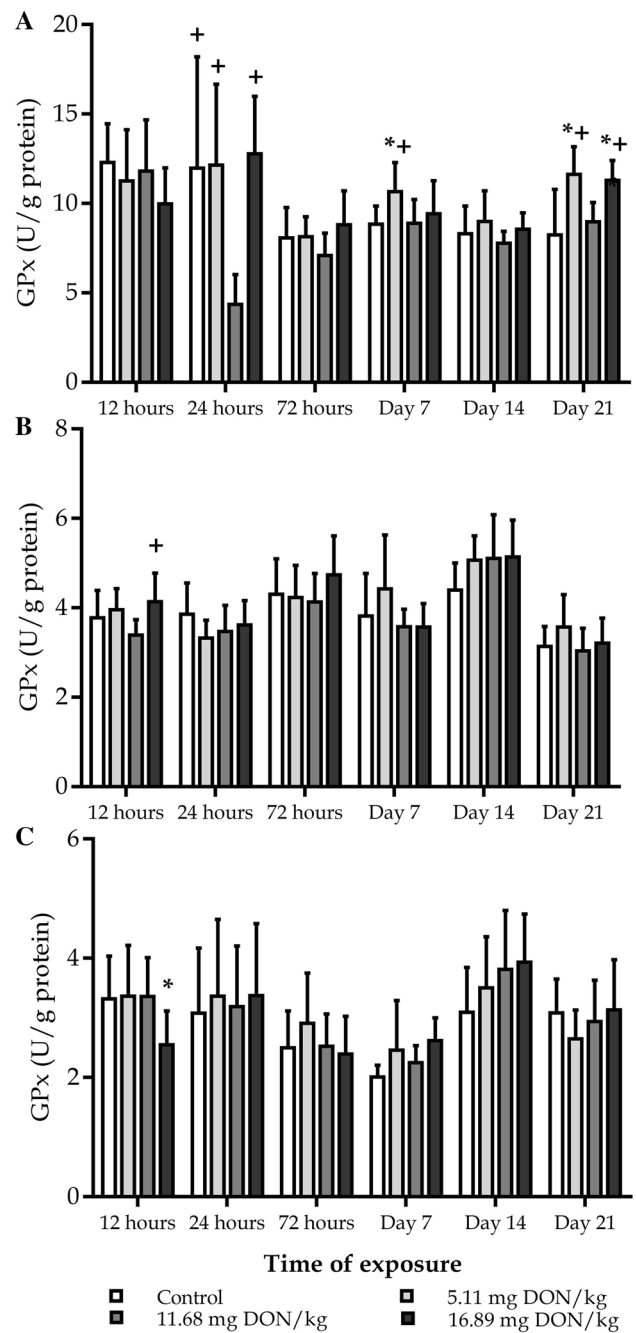 A
GPx (U/g protein)
20
15
10
5
0
+ + +
*+
*+ *+
*
12 hours 24 hours 72 hours Day 7 Day 14 Day 21
B
GPx (U/g protein)
8
6
4
2
0
+
12 hours 24 hours 72 hours Day 7 Day 14 Day 21
C
GPx (U/g protein)
6
4
2
0
*
12 hours 24 hours 72 hours Day 7 Day 14 Day 21
Time of exposure
Control 5.11 mg DON/kg
11.68 mg DON/kg 16.89 mg DON/kg